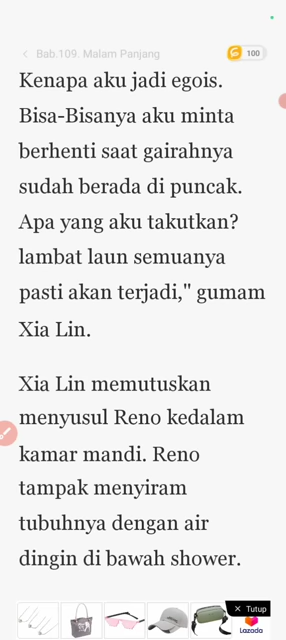 Bab.109. Malam Panjang
100
Kenapa aku jadi egois.
Bisa-Bisanya aku minta
berhenti saat gairahnya
sudah berada di puncak.
Apa yang aku takutkan?
lambat laun semuanya
pasti akan terjadi," gumam
Xia Lin.
Xia Lin memutuskan
menyusul Reno kedalam
kamar mandi. Reno
tampak menyiram
tubuhnya dengan air
dingin di bawah shower.
× Tutup
Lazada